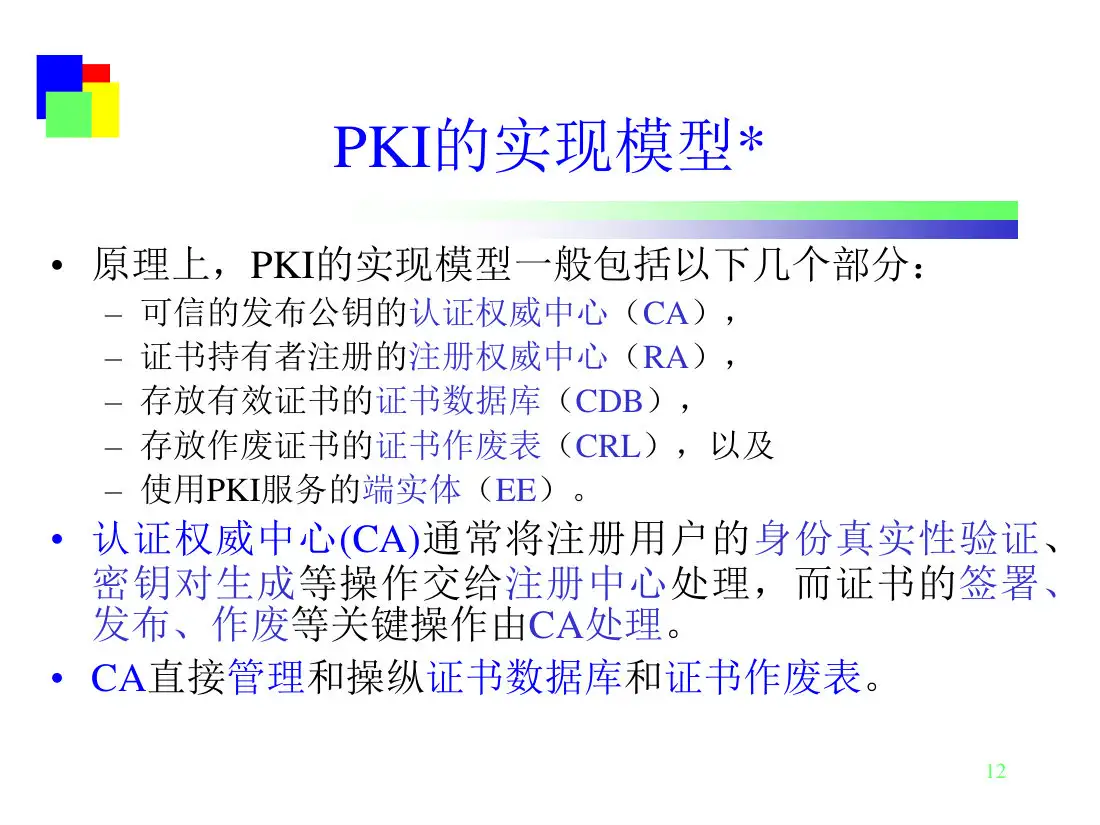 PKI的实现模型*
• 原理上，PKI的实现模型一般包括以下几个部分：
– 可信的发布公钥的认证权威中心（CA），
– 证书持有者注册的注册权威中心（RA），
– 存放有效证书的证书数据库（CDB），
– 存放作废证书的证书作废表（CRL），以及
– 使用PKI服务的端实体（EE）。
• 认证权威中心(CA)通常将注册用户的身份真实性验证、
密钥对生成等操作交给注册中心处理，而证书的签署、
发布、作废等关键操作由CA处理。
• CA直接管理和操纵证书数据库和证书作废表。
12